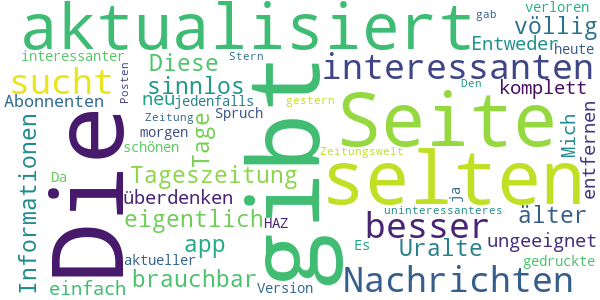 aktualisiert
gab
verloren
völlig
interessanter
Stern
Entweder
heute
Diese
interessanten
sucht
sinnlos
Posten
Den
komplett
Abonnenten
neu
jedenfalls
gestern
Zeitung
Spruch
Die
gibt
Seite
Mich
entfernen
morgen
Tage
schönen
Zeitungswelt
Informationen
Da
Tageszeitung
selten
ja
überdenken
uninteressanteres
eigentlich
HAZ
besser
älter
app
Es
Uralte
ungeeignet
aktueller
gedruckte
brauchbar
Nachrichten
einfach
Version